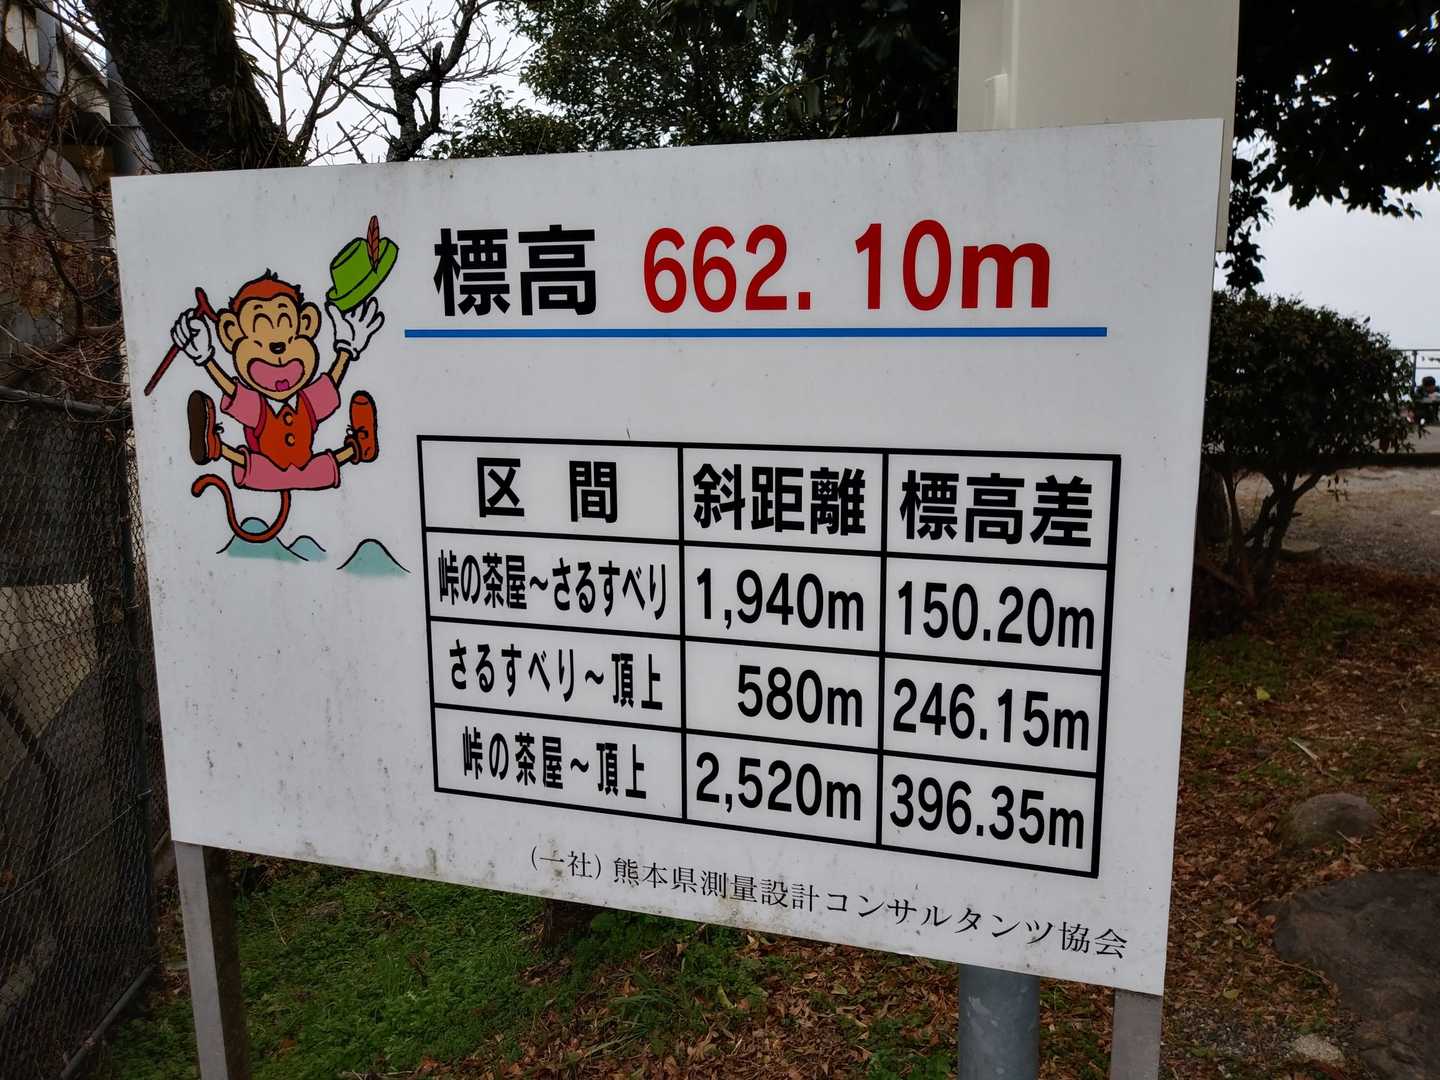 標高 662.10m
区間 斜距離 標高差
峠の茶屋～さるすべり 1,940m 150.20m
さるすべり～頂上 580m 246.15m
峠の茶屋～頂上 2,520m 396.35m
(一社)熊本県測量設計コンサルタンツ協会